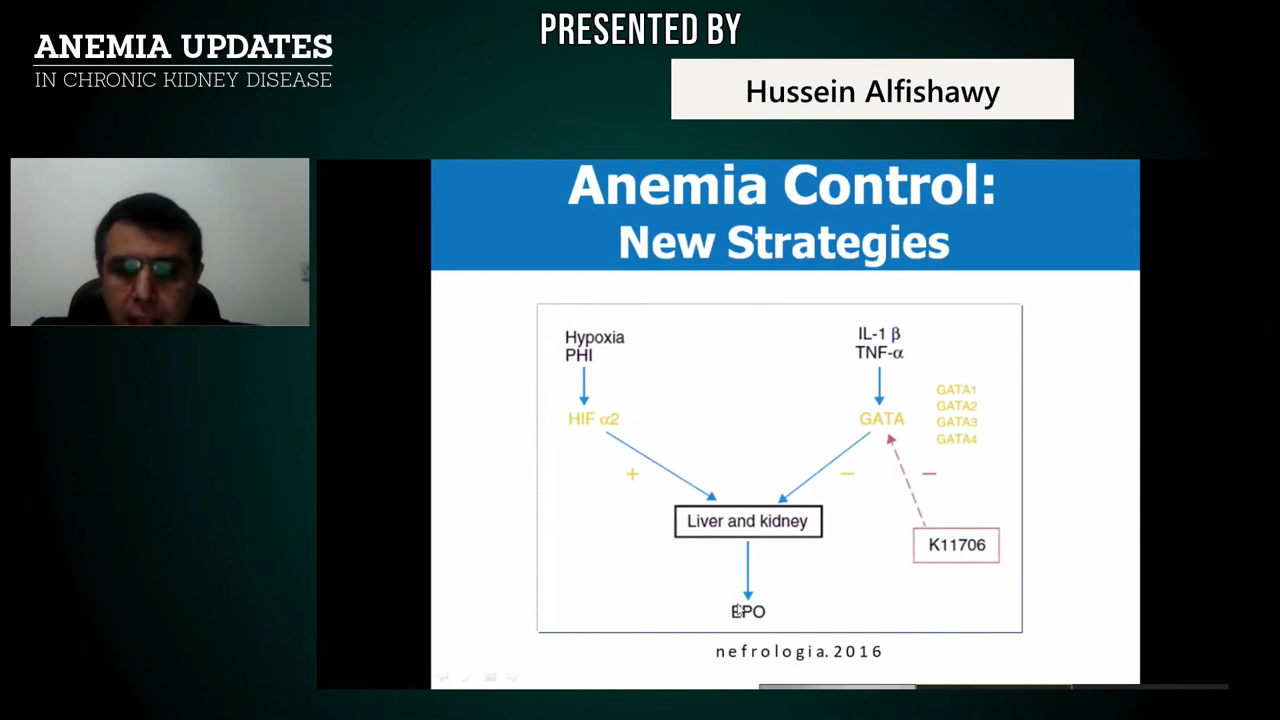 PRESENTED BY
ANEMIA UPDATES
IN CHRONIC KIDNEY DISEASE
Hussein Alfishawy
Anemia Control:
New Strategies
Hypoxia
PHI
IL-1 β
TNF-α
HIF α2
GATA
GATA1
GATA2
GATA3
GATA4
+
−
−
Liver and kidney
K11706
EPO
nefrologia.2016